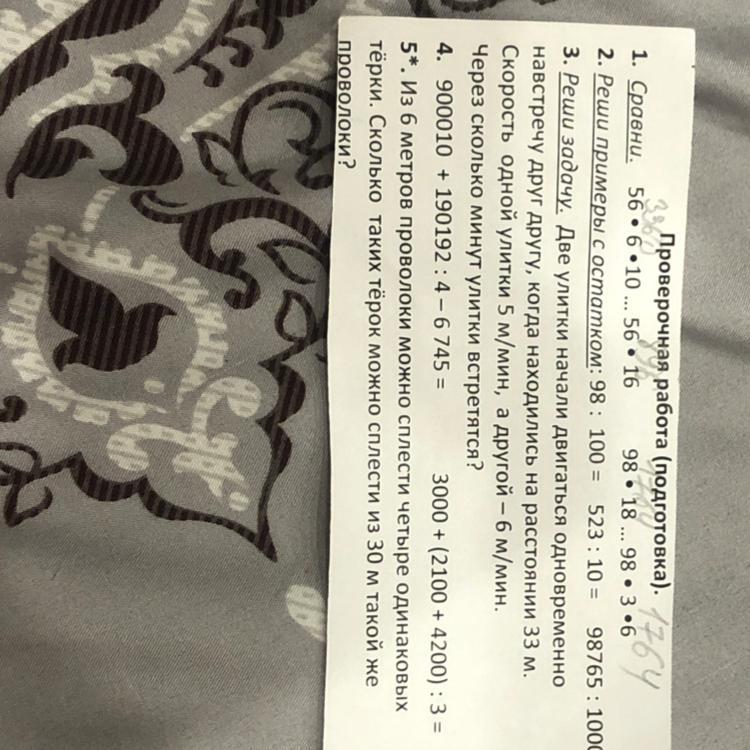 Проверочная работа (подготовка).
3360 896 1764 1764
1. Сравни. 56 • 6 •10 ... 56 • 16 98 • 18 ... 98 • 3 •6
2. Реши примеры с остатком: 98 : 100 = 523 : 10 = 98765 :
3. Реши задачу. Две улитки начали двигаться одновременно
навстречу друг другу, когда находились на расстоянии 33 м.
Скорость одной улитки 5 м/мин, а другой – 6 м/мин.
Через сколько минут улитки встретятся?
4. 900010 + 190192 : 4 – 6 745 = 3000 + (2100 + 4200) : 3 =
5*. Из 6 метров проволоки можно сплести четыре одинаковых
тёрки. Сколько таких тёрок можно сплести из 30 м такой же
проволоки?